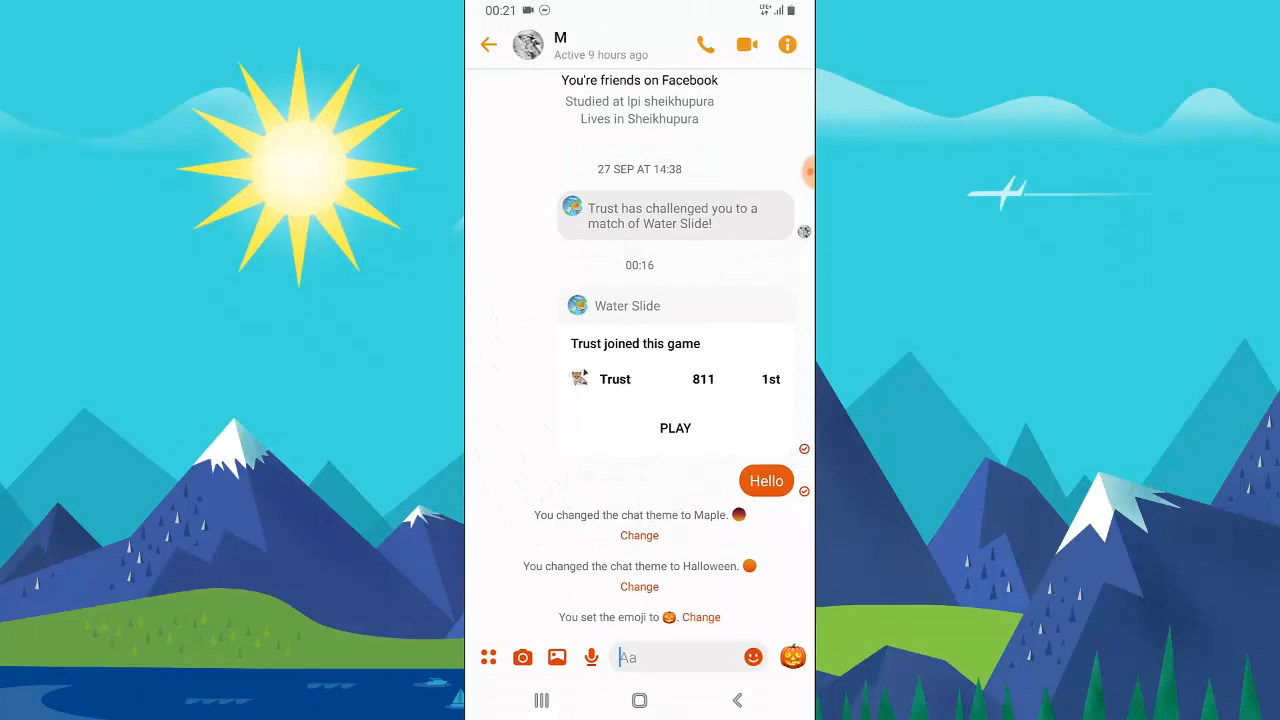 00:21
LTE+
M
Active 9 hours ago
You're friends on Facebook
Studied at Ipi sheikhupura
Lives in Sheikhupura
27 SEP AT 14:38
Trust has challenged you to a
match of Water Slide!
00:16
Water Slide
Trust joined this game
Trust 811 1st
PLAY
Hello
You changed the chat theme to Maple.
Change
You changed the chat theme to Halloween.
Change
You set the emoji to 🎃. Change
Aa